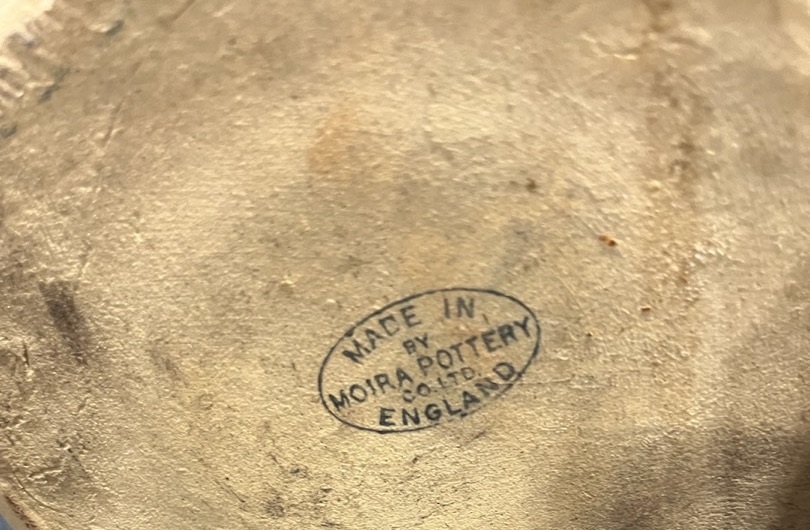 MADE IN
BY
MOIRA POTTERY
CO. LTD.
ENGLAND